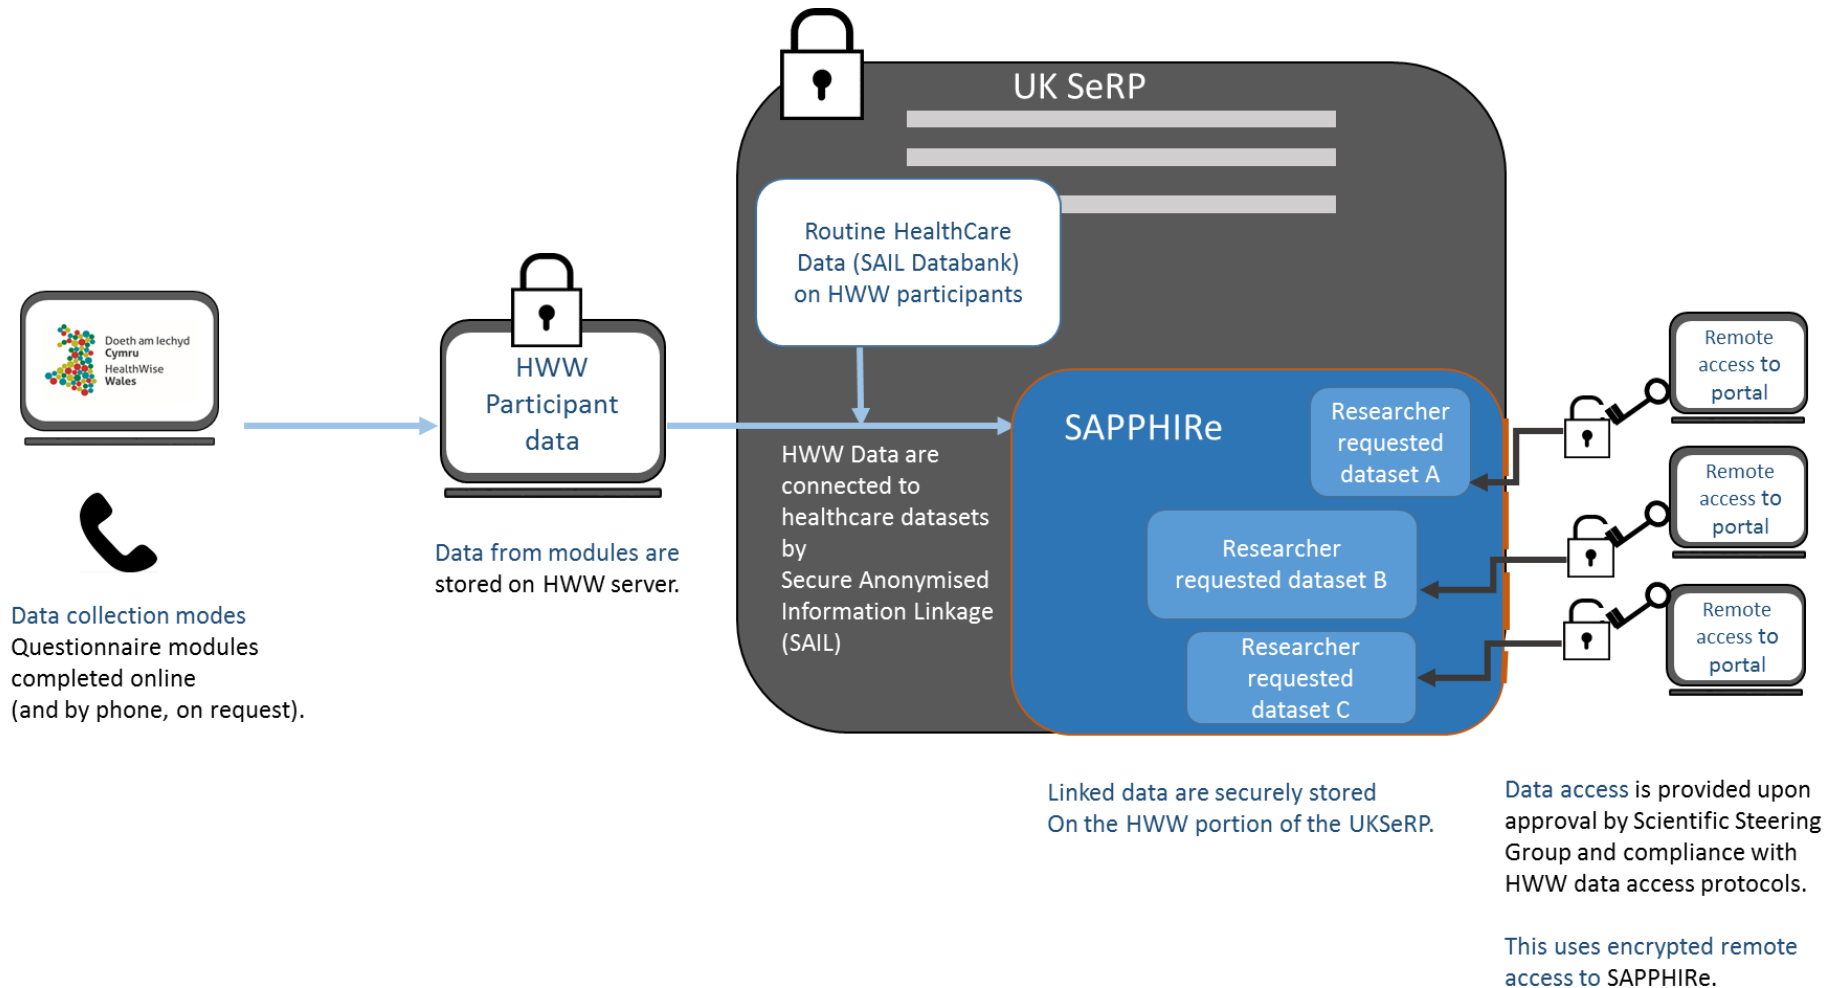 UK SeRP
Routine HealthCare
Data (SAIL Databank)
on HWW participants
Doeth am Iechyd
Cymru
HealthWise
Wales
HWW
Participant
data
Data collection modes
Questionnaire modules
completed online
(and by phone, on request).
Data from modules are
stored on HWW server.
HWW Data are
connected to
healthcare datasets
by
Secure Anonymised
Information Linkage
(SAIL)
SAPPHIRe
Researcher
requested
dataset A
Researcher
requested dataset B
Researcher
requested
dataset C
Remote
access to
portal
Remote
access to
portal
Remote
access to
portal
Linked data are securely stored
On the HWW portion of the UKSeRP.
Data access is provided upon
approval by Scientific Steering
Group and compliance with
HWW data access protocols.
This uses encrypted remote
access to SAPPHIRe.